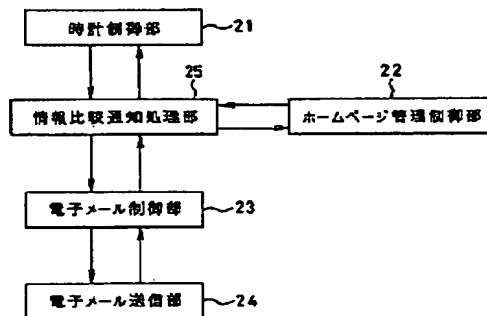 時計制御部
21
25
22
情報比較通知処理部
ホームページ管理制御部
電子メール制御部
23
電子メール送信部
24